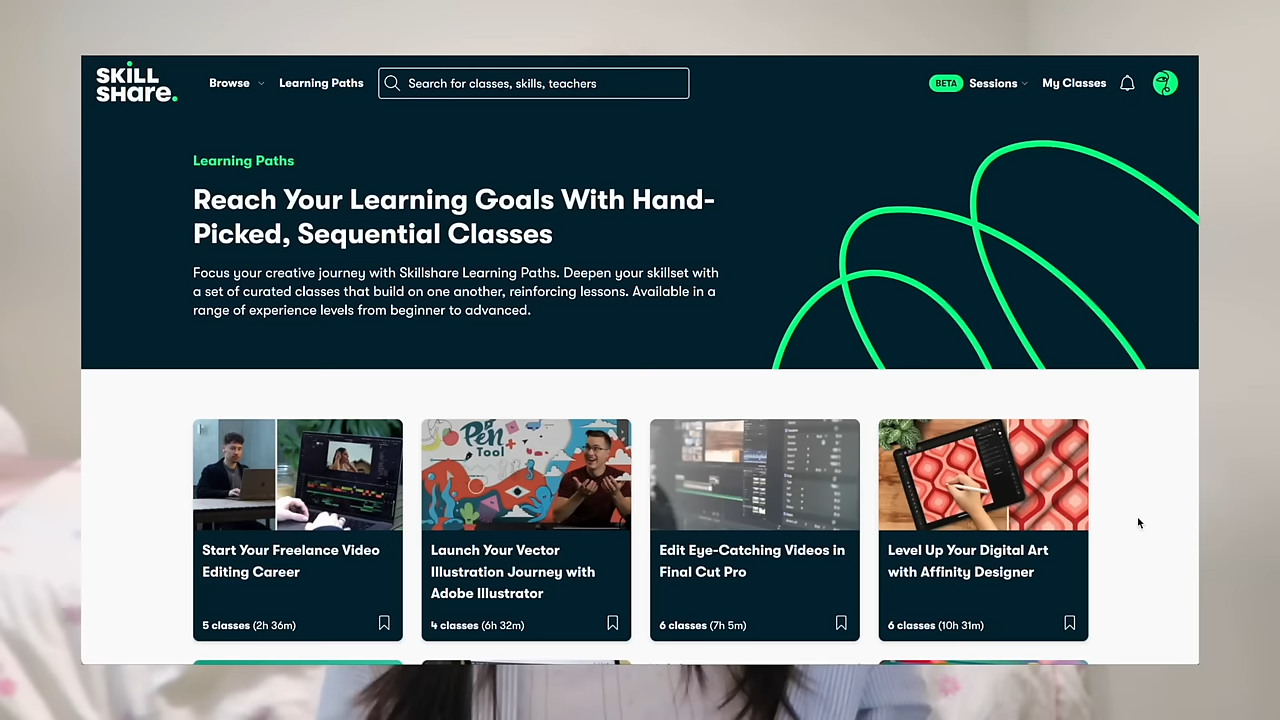 SKILL
SHare.
Browse
Learning Paths
Search for classes, skills, teachers
BETA
Sessions
My Classes
Learning Paths
Reach Your Learning Goals With Hand-
Picked, Sequential Classes
Focus your creative journey with Skillshare Learning Paths. Deepen your skillset with
a set of curated classes that build on one another, reinforcing lessons. Available in a
range of experience levels from beginner to advanced.
Pen
Tool
Start Your Freelance Video
Editing Career
5 classes (2h 36m)
Launch Your Vector
Illustration Journey with
Adobe Illustrator
4 classes (6h 32m)
Edit Eye-Catching Videos in
Final Cut Pro
6 classes (7h 5m)
Level Up Your Digital Art
with Affinity Designer
6 classes (10h 31m)